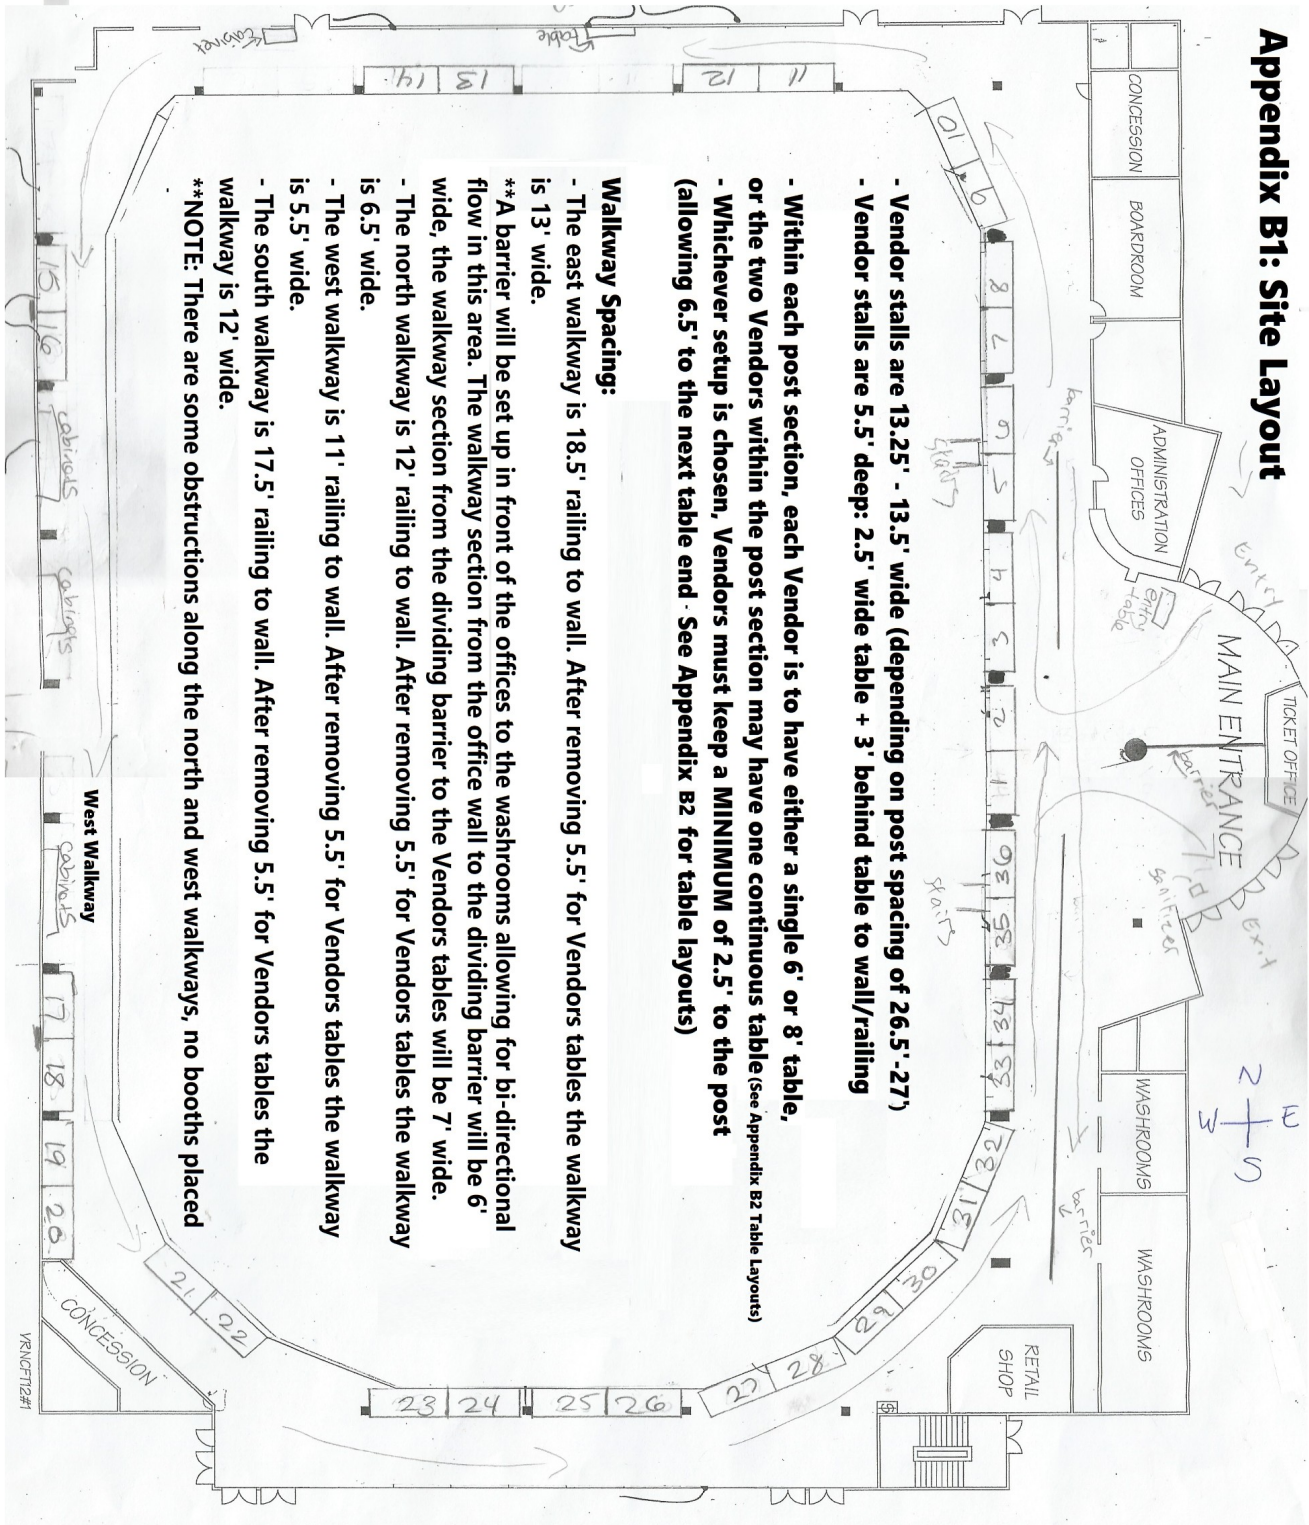 Appendix B1: Site Layout
- Vendor stalls are 13.25' - 13.5' wide (depending on post spacing of 26.5' -27')
- Vendor stalls are 5.5' deep: 2.5' wide table + 3' behind table to wall/railing
- Within each post section, each Vendor is to have either a single 6' or 8' table,
or the two Vendors within the post section may have one continuous table (See Appendix B2 Table Layouts)
- Whichever setup is chosen, Vendors must keep a MINIMUM of 2.5' to the post
(allowing 6.5' to the next table end - See Appendix B2 for table layouts)
Walkway Spacing:
- The east walkway is 18.5' railing to wall. After removing 5.5' for Vendors tables the walkway
is 13' wide.
**A barrier will be set up in front of the offices to the washrooms allowing for bi-directional
flow in this area. The walkway section from the office wall to the dividing barrier will be 6'
wide, the walkway section from the dividing barrier to the Vendors tables will be 7' wide.
- The north walkway is 12' railing to wall. After removing 5.5' for Vendors tables the walkway
is 6.5' wide.
- The west walkway is 11' railing to wall. After removing 5.5' for Vendors tables the walkway
is 5.5' wide.
- The south walkway is 17.5' railing to wall. After removing 5.5' for Vendors tables the
walkway is 12' wide.
**NOTE: There are some obstructions along the north and west walkways, no booths placed
West Walkway
CONCESSION
BOARDROOM
ADMINISTRATION
OFFICES
MAIN ENTRANCE
TICKET OFFICE
WASHROOMS
WASHROOMS
RETAIL
SHOP
CONCESSION
YRNCFT12#1
Entry
entry
table
barrier
barrier
sanitizer
Exit
barrier
stairs
stairs
N
W
E
S
cabinet
table
cabinets
cabinets
cabinets
1
2
3
4
5
6
7
8
9
10
11
12
13
14
15
16
17
18
19
20
21
22
23
24
25
26
27
28
29
30
31
32
33
34
35
36